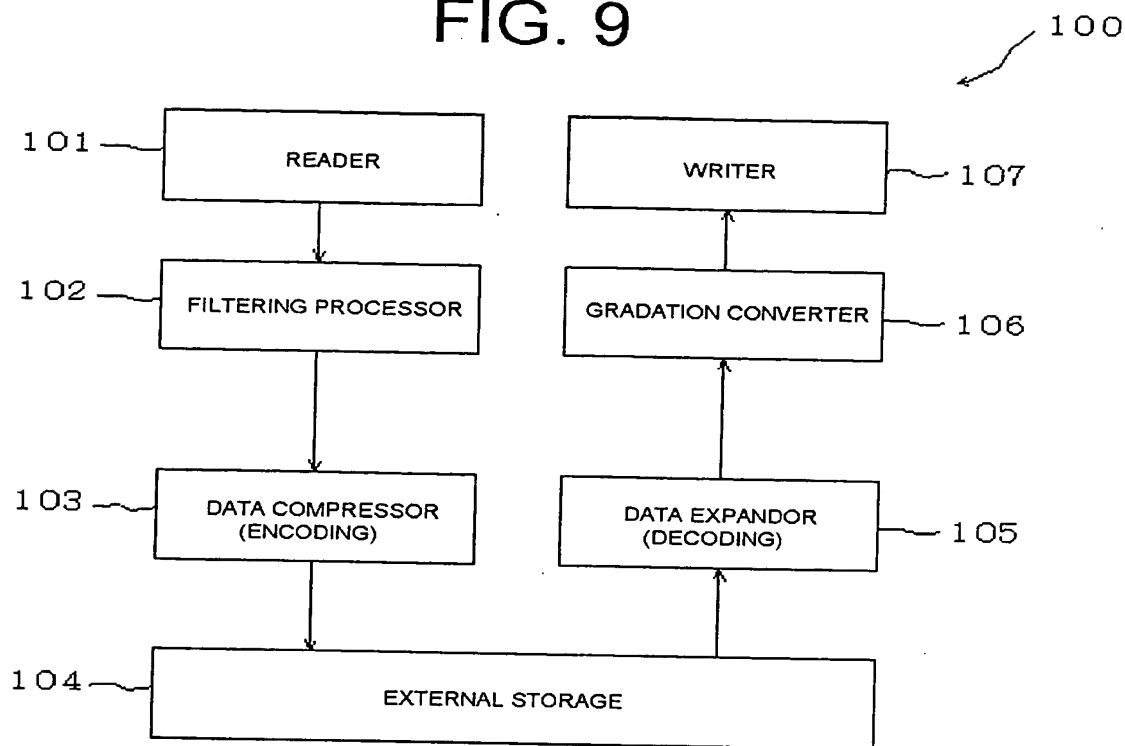 FIG. 9
100
101
READER
WRITER
107
102
FILTERING PROCESSOR
GRADATION CONVERTER
106
103
DATA COMPRESSOR
(ENCODING)
DATA EXPANDOR
(DECODING)
105
104
EXTERNAL STORAGE